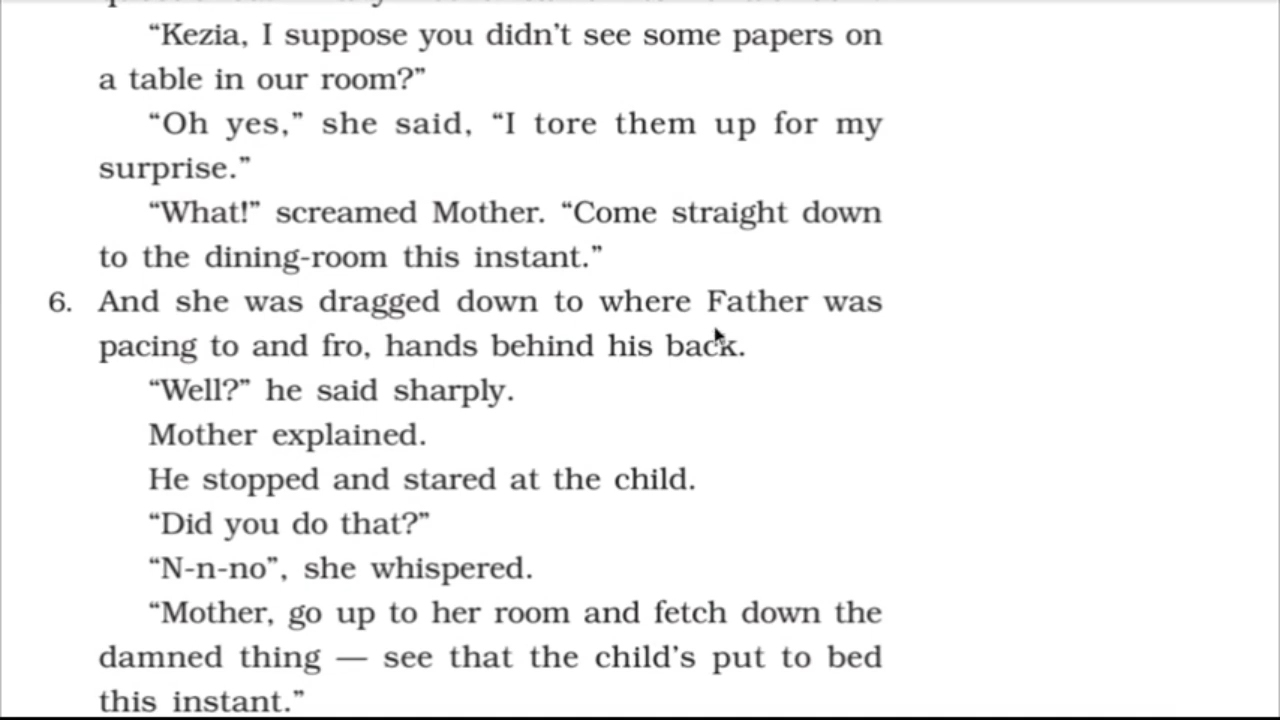 “Kezia, I suppose you didn’t see some papers on
a table in our room?”
“Oh yes,” she said, “I tore them up for my
surprise.”
“What!” screamed Mother. “Come straight down
to the dining-room this instant.”
6. And she was dragged down to where Father was
pacing to and fro, hands behind his back.
“Well?” he said sharply.
Mother explained.
He stopped and stared at the child.
“Did you do that?”
“N-n-no”, she whispered.
“Mother, go up to her room and fetch down the
damned thing — see that the child’s put to bed
this instant.”